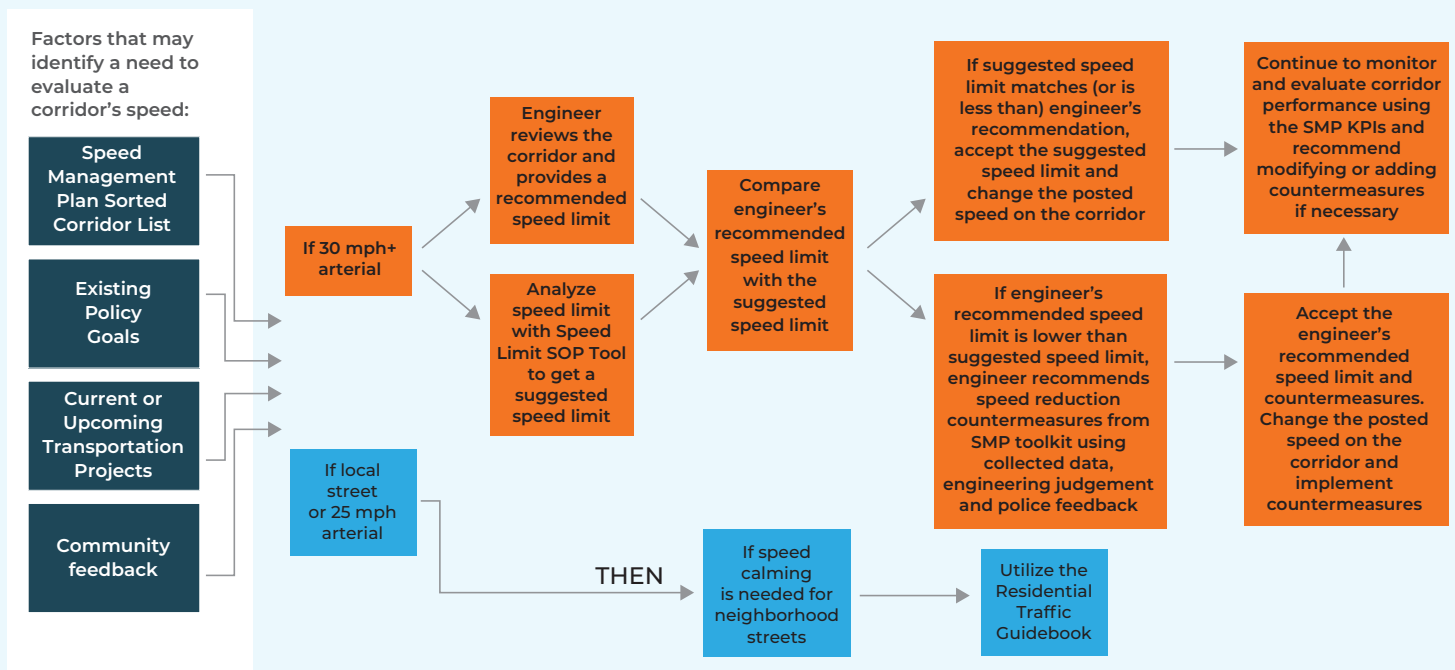 Factors that may
identify a need to
evaluate a
corridor's speed:
Speed
Management
Plan Sorted
Corridor List
Existing
Policy
Goals
Current or
Upcoming
Transportation
Projects
Community
feedback
If 30 mph+
arterial
Engineer
reviews the
corridor and
provides a
recommended
speed limit
Analyze
speed limit
with Speed
Limit SOP Tool
to get a
suggested
speed limit
Compare
engineer's
recommended
speed limit
with the
suggested
speed limit
If suggested speed
limit matches (or is
less than) engineer's
recommendation,
accept the suggested
speed limit and
change the posted
speed on the corridor
If engineer's
recommended speed
limit is lower than
suggested speed limit,
engineer recommends
speed reduction
countermeasures from
SMP toolkit using
collected data,
engineering judgement
and police feedback
Continue to monitor
and evaluate corridor
performance using
the SMP KPIs and
recommend
modifying or adding
countermeasures
if necessary
Accept the
engineer's
recommended
speed limit and
countermeasures.
Change the posted
speed on the
corridor and
implement
countermeasures
If local
street
or 25 mph
arterial
THEN
If speed
calming
is needed for
neighborhood
streets
Utilize the
Residential
Traffic
Guidebook